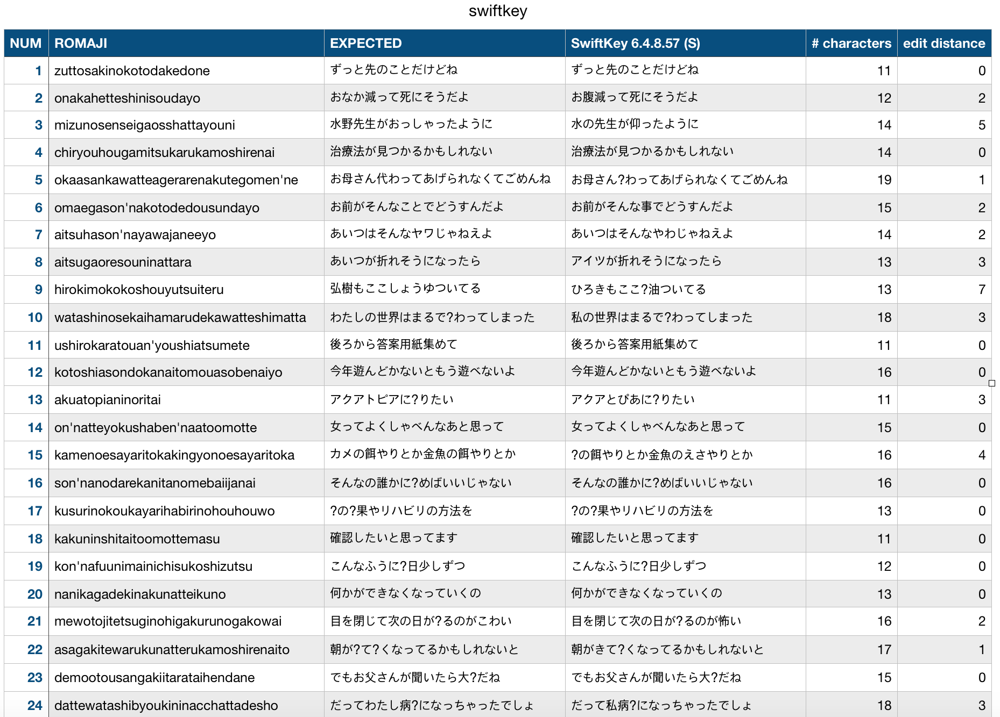 swiftkey
NUM ROMAJI EXPECTED SwiftKey 6.4.8.57 (S) # characters edit distance
1 zuttosakinokotodakedone ずっと先のことだけどね ずっと先のことだけどね 11 0
2 onakahetteshinisoudayo おなか減って死にそうだよ お腹減って死にそうだよ 12 2
3 mizunosenseigaosshattayouni 水野先生がおっしゃったように 水の先生が仰ったように 14 5
4 chiryouhougamitsukarukamoshirenai 治療法が見つかるかもしれない 治療法が見つかるかもしれない 14 0
5 okaasankawatteagerarenakutegomen'ne お母さん代わってあげられなくてごめんね お母さん?わってあげられなくてごめんね 19 1
6 omaegason'nakotodedousundayo お前がそんなことでどうすんだよ お前がそんな事でどうすんだよ 15 2
7 aitsuhason'nayawajaneeyo あいつはそんなヤワじゃねえよ あいつはそんなやわじゃねえよ 14 2
8 aitsugaoresouninattara あいつが折れそうになったら アイツが折れそうになったら 13 3
9 hirokimokokoshouyutsuiteru 弘樹もここしょうゆついてる ひろきもここ?油ついてる 13 7
10 watashinosekaihamarudekawatteshimatta わたしの世界はまるで?わってしまった 私の世界はまるで?わってしまった 18 3
11 ushirokaratouan'youshiatsumete 後ろから答案用紙集めて 後ろから答案用紙集めて 11 0
12 kotoshiasondokanaitomouasobenaiyo 今年遊んどかないともう遊べないよ 今年遊んどかないともう遊べないよ 16 0
13 akuatopianinoritai アクアトピアに?りたい アクアとぴあに?りたい 11 3
14 on'natteyokushaben'naatoomotte 女ってよくしゃべんなあと思って 女ってよくしゃべんなあと思って 15 0
15 kamenoesayaritokakingyonoesayaritoka カメの餌やりとか金魚の餌やりとか ?の餌やりとか金魚のえさやりとか 16 4
16 son'nanodarekanitanomebaiijanai そんなの誰かに?めばいいじゃない そんなの誰かに?めばいいじゃない 16 0
17 kusurinokoukayarihabirinohouhouwo ?の?果やリハビリの方法を ?の?果やリハビリの方法を 13 0
18 kakuninshitaitoomottemasu 確認したいと思ってます 確認したいと思ってます 11 0
19 kon'nafuunimainichisukoshizutsu こんなふうに?日少しずつ こんなふうに?日少しずつ 12 0
20 nanikagadekinakunatteikuno 何かができなくなっていくの 何かができなくなっていくの 13 0
21 mewotojitetsuginohigakurunogakowai 目を閉じて次の日が?るのがこわい 目を閉じて次の日が?るのが怖い 16 2
22 asagakitewarukunatterukamoshirenaito 朝が?て?くなってるかもしれないと 朝がきて?くなってるかもしれないと 17 1
23 demootousangakiitarataihendane でもお父さんが聞いたら大?だね でもお父さんが聞いたら大?だね 15 0
24 dattewatashibyoukininacchattadesho だってわたし病?になっちゃったでしょ だって私病?になっちゃったでしょ 18 3